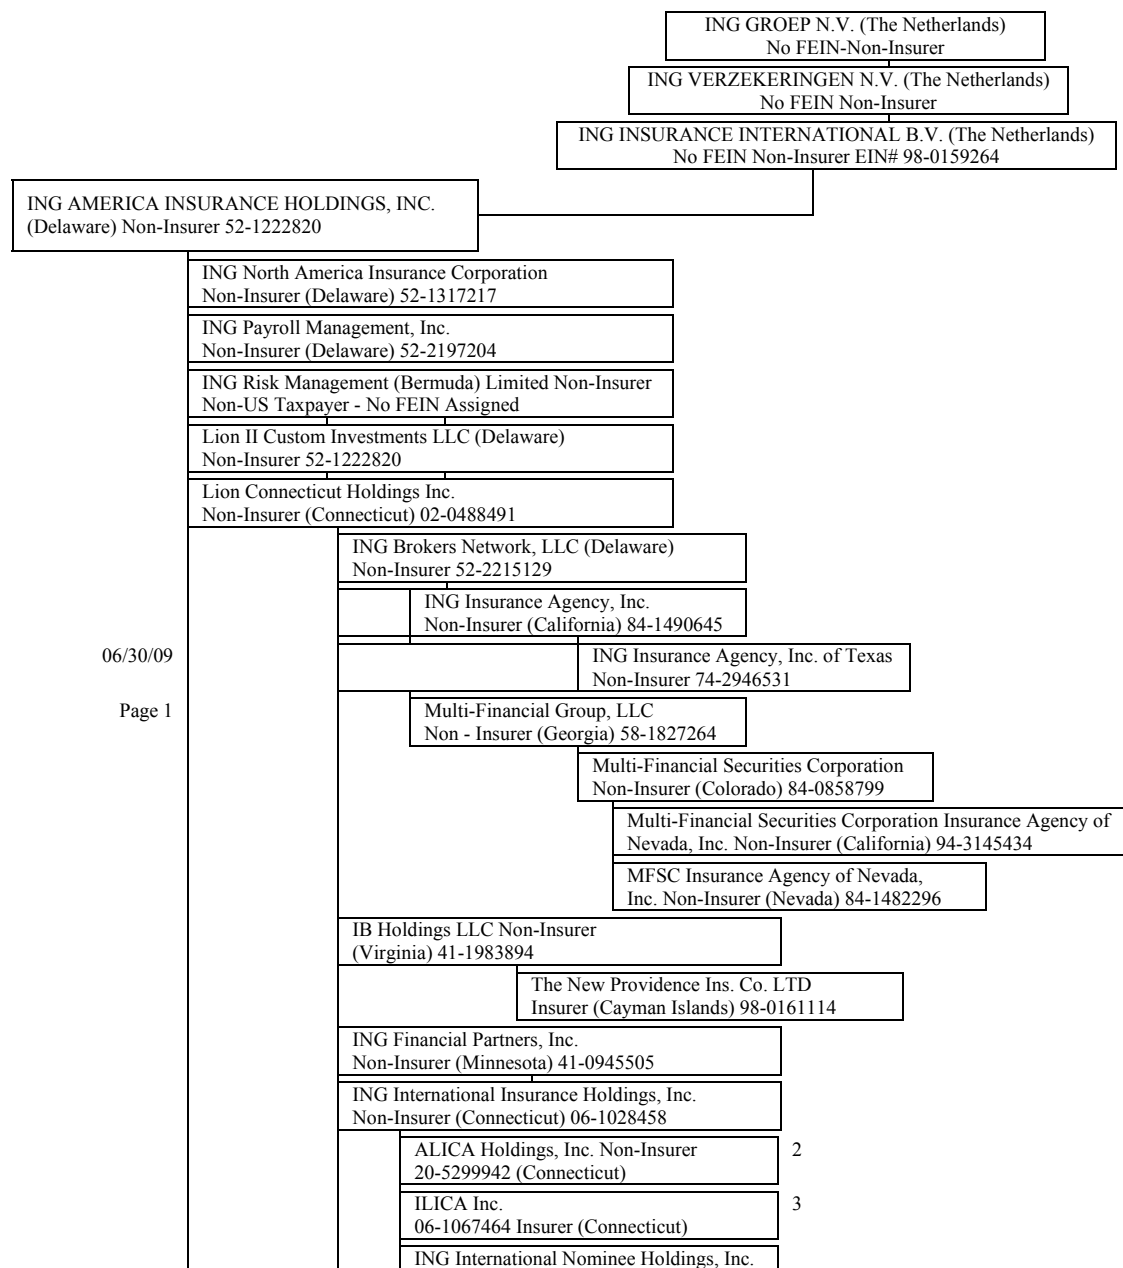 ING GROEP N.V. (The Netherlands)
No FEIN-Non-Insurer
ING VERZEKERINGEN N.V. (The Netherlands)
No FEIN Non-Insurer
ING INSURANCE INTERNATIONAL B.V. (The Netherlands)
No FEIN Non-Insurer EIN# 98-0159264
ING AMERICA INSURANCE HOLDINGS, INC.
(Delaware) Non-Insurer 52-1222820
ING North America Insurance Corporation
Non-Insurer (Delaware) 52-1317217
ING Payroll Management, Inc.
Non-Insurer (Delaware) 52-2197204
ING Risk Management (Bermuda) Limited Non-Insurer
Non-US Taxpayer - No FEIN Assigned
Lion II Custom Investments LLC (Delaware)
Non-Insurer 52-1222820
Lion Connecticut Holdings Inc.
Non-Insurer (Connecticut) 02-0488491
ING Brokers Network, LLC (Delaware)
Non-Insurer 52-2215129
ING Insurance Agency, Inc.
Non-Insurer (California) 84-1490645
06/30/09
ING Insurance Agency, Inc. of Texas
Non-Insurer 74-2946531
Page 1
Multi-Financial Group, LLC
Non - Insurer (Georgia) 58-1827264
Multi-Financial Securities Corporation
Non-Insurer (Colorado) 84-0858799
Multi-Financial Securities Corporation Insurance Agency of
Nevada, Inc. Non-Insurer (California) 94-3145434
MFSC Insurance Agency of Nevada,
Inc. Non-Insurer (Nevada) 84-1482296
IB Holdings LLC Non-Insurer
(Virginia) 41-1983894
The New Providence Ins. Co. LTD
Insurer (Cayman Islands) 98-0161114
ING Financial Partners, Inc.
Non-Insurer (Minnesota) 41-0945505
ING International Insurance Holdings, Inc.
Non-Insurer (Connecticut) 06-1028458
ALICA Holdings, Inc. Non-Insurer 2
20-5299942 (Connecticut)
ILICA Inc. 3
06-1067464 Insurer (Connecticut)
ING International Nominee Holdings, Inc.